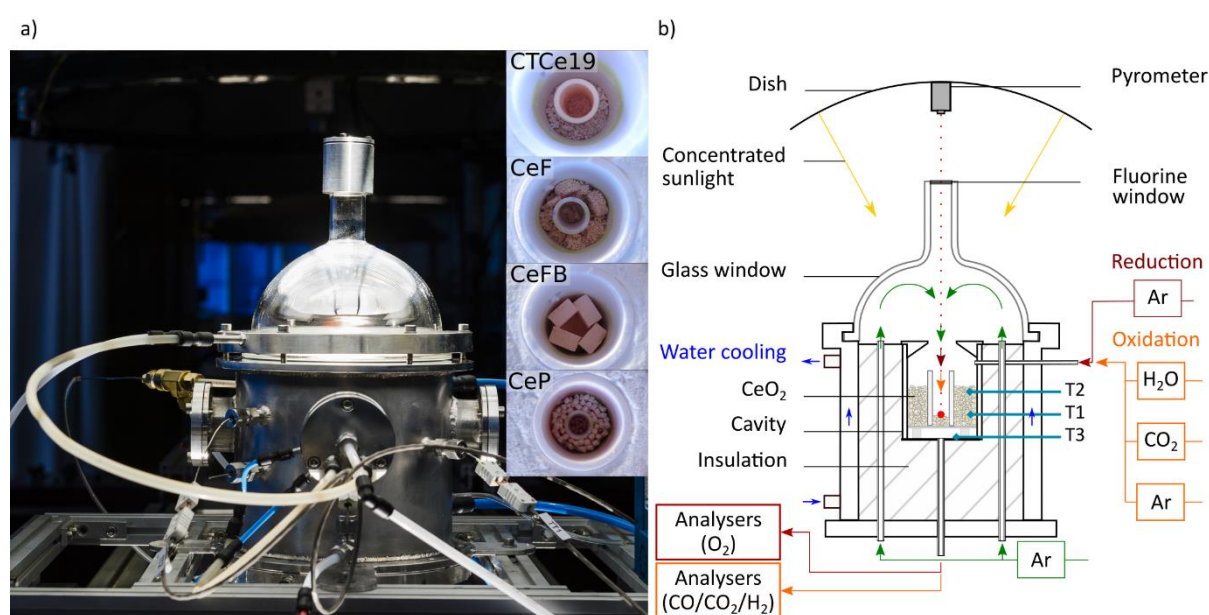 a)
CTCe19
CeF
CeFB
CeP
b)
Dish
Pyrometer
Concentrated
sunlight
Fluorine
window
Glass window
Reduction
Ar
Oxidation
Water cooling
H₂O
CeO₂
T2
Cavity
T1
CO₂
Insulation
T3
Ar
Analysers
(O₂)
Ar
Analysers
(CO/CO₂/H₂)